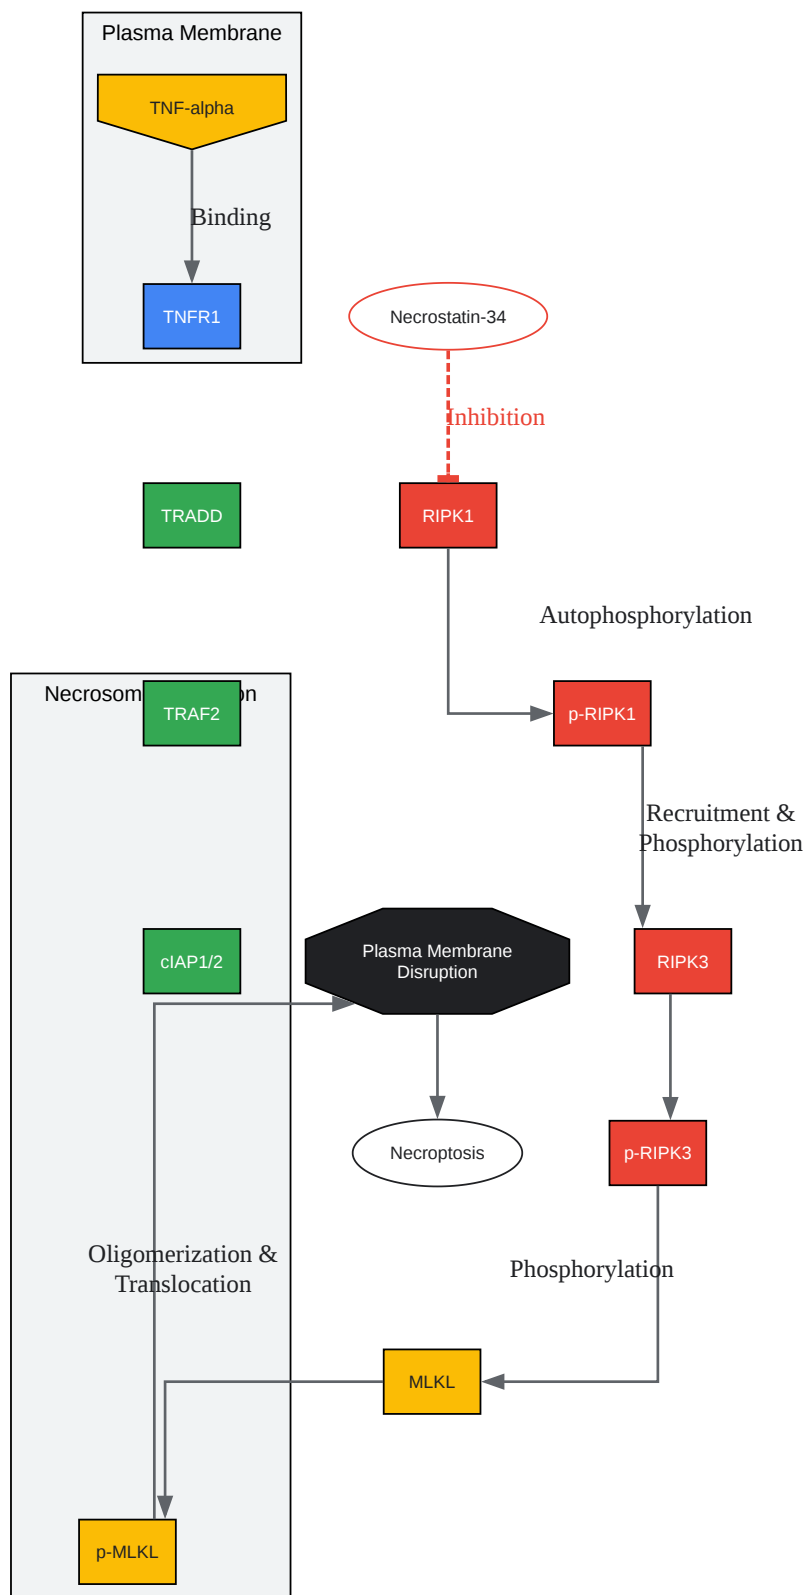 Plasma Membrane
TNF-alpha
Binding
TNFR1
Necrostatin-34
Inhibition
TRADD
RIPK1
Autophosphorylation
TRAF2
p-RIPK1
Recruitment &
Phosphorylation
cIAP1/2
Plasma Membrane
Disruption
RIPK3
Necroptosis
p-RIPK3
Oligomerization &
Translocation
Phosphorylation
MLKL
p-MLKL